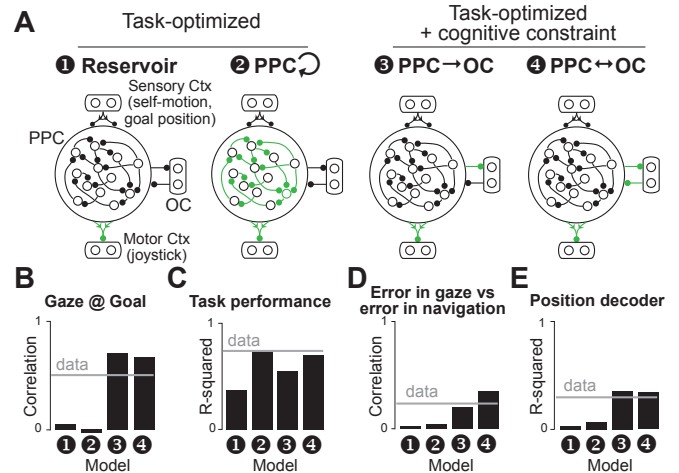 A
Task-optimized
Task-optimized
+ cognitive constraint
❶ Reservoir
❷ PPC
❸ PPC→OC
❹ PPC↔OC
Sensory Ctx
(self-motion,
goal position)
PPC
OC
Motor Ctx
(joystick)
B
Gaze @ Goal
1
Correlation
data
0
❶ ❷ ❸ ❹
Model
C
Task performance
1
R-squared
data
0
❶ ❷ ❸ ❹
Model
D
Error in gaze vs
error in navigation
1
Correlation
data
0
❶ ❷ ❸ ❹
Model
E
Position decoder
1
R-squared
data
0
❶ ❷ ❸ ❹
Model